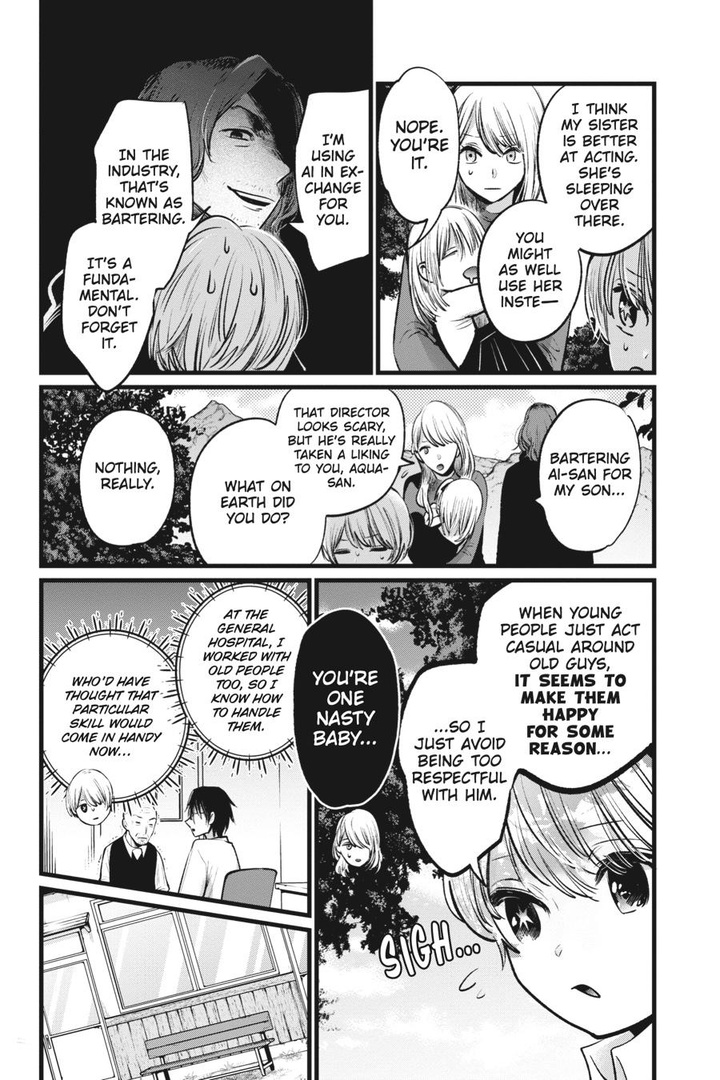 I THINK
MY SISTER
IS BETTER
AT ACTING.
SHE'S
SLEEPING
OVER
THERE.
YOU
MIGHT
AS WELL
USE HER
INSTE—
NOPE.
YOU'RE
IT.
I'M
USING
AI IN EX-
CHANGE
FOR
YOU.
IN THE
INDUSTRY,
THAT'S
KNOWN AS
BARTERING.
IT'S A
FUNDA-
MENTAL.
DON'T
FORGET
IT.
BARTERING
AI-SAN FOR
MY SON...
THAT DIRECTOR
LOOKS SCARY,
BUT HE'S REALLY
TAKEN A LIKING
TO YOU, AQUA-
SAN.
WHAT ON
EARTH DID
YOU DO?
NOTHING,
REALLY.
WHEN YOUNG
PEOPLE JUST ACT
CASUAL AROUND
OLD GUYS,
IT SEEMS TO
MAKE THEM
HAPPY
FOR SOME
REASON...
...SO I
JUST AVOID
BEING TOO
RESPECTFUL
WITH HIM.
YOU'RE
ONE
NASTY
BABY...
SIGH...
AT THE
GENERAL
HOSPITAL, I
WORKED WITH
OLD PEOPLE
TOO, SO I
KNOW HOW
TO HANDLE
THEM.
WHO'D HAVE
THOUGHT THAT
PARTICULAR
SKILL WOULD
COME IN HANDY
NOW...